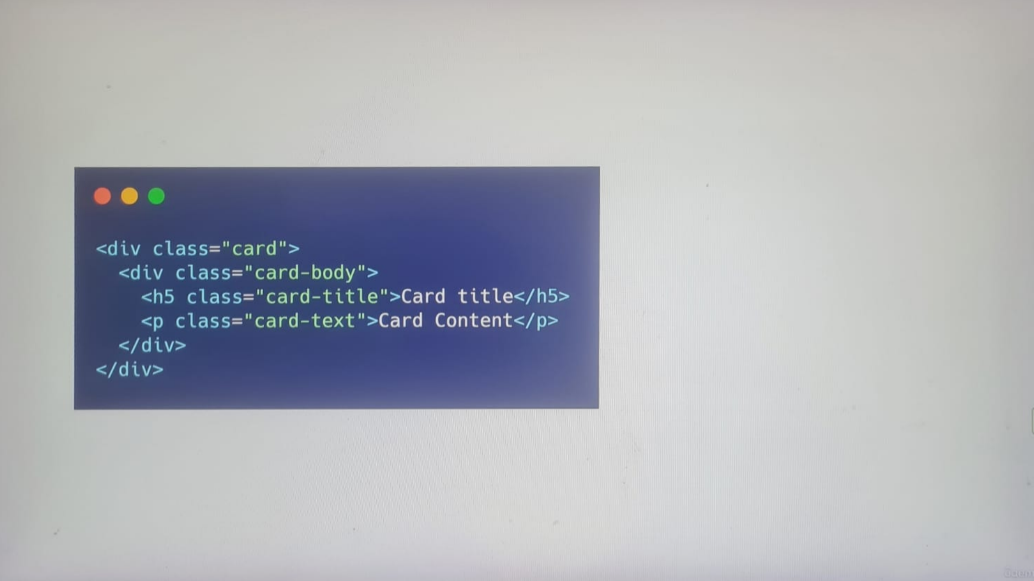 <div class="card">
  <div class="card-body">
    <h5 class="card-title">Card title</h5>
    <p class="card-text">Card Content</p>
  </div>
</div>